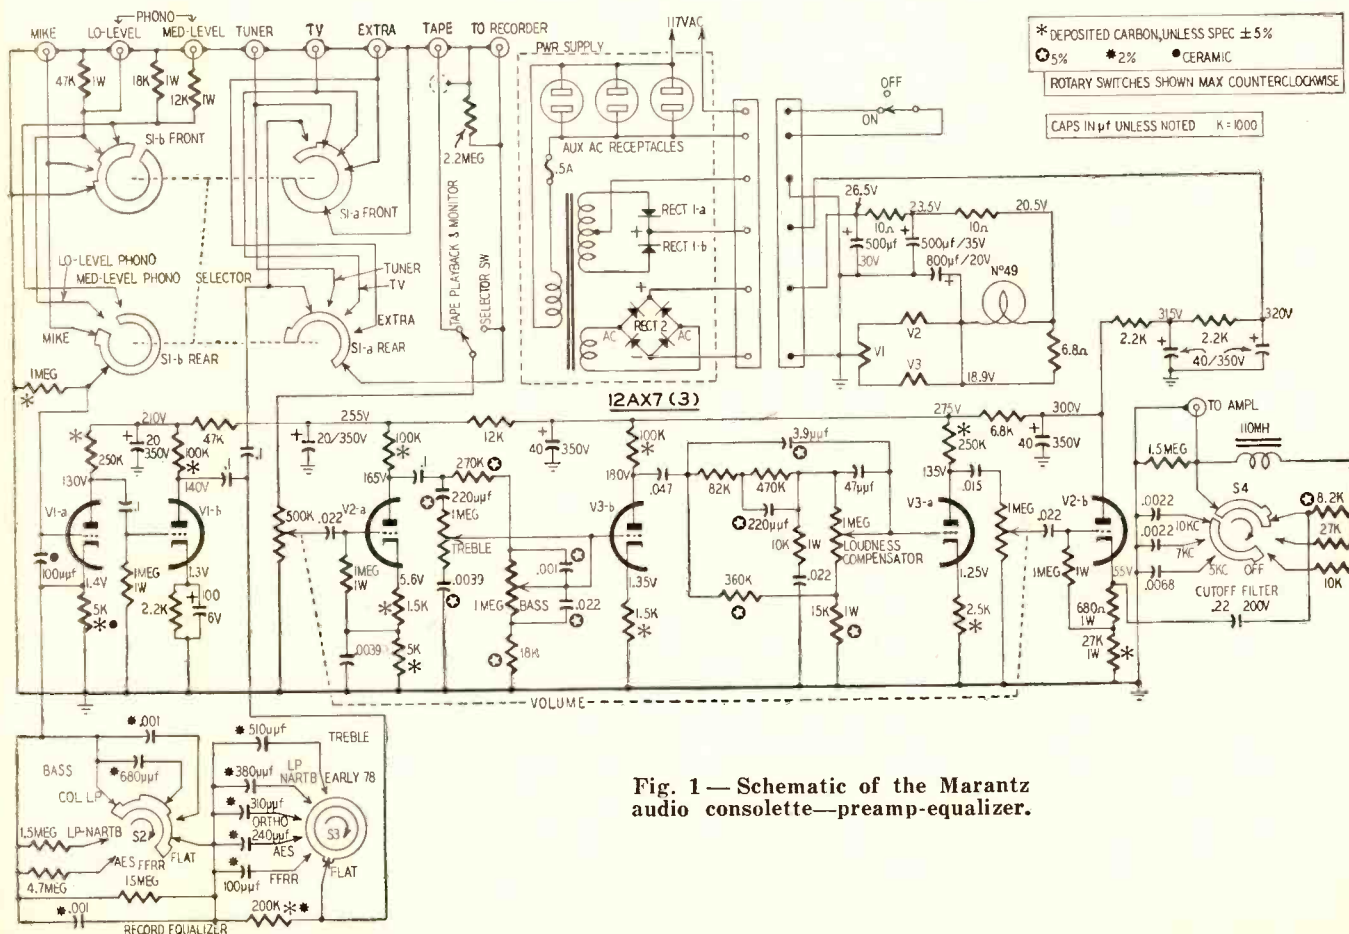 PHONO
MIKE LO-LEVEL MED-LEVEL TUNER TV EXTRA TAPE TO RECORDER
117VAC
PWR SUPPLY
* DEPOSITED CARBON, UNLESS SPEC ±5%
✪5% *2% •CERAMIC
ROTARY SWITCHES SHOWN MAX COUNTERCLOCKWISE
CAPS IN µf UNLESS NOTED K=1000
47K 1W 18K 1W
12K 1W
S1-b FRONT
S1-a FRONT
2.2MEG
AUX AC RECEPTACLES
.5A
OFF
ON
RECT 1-a
RECT 1-b
RECT 2
AC AC
TAPE PLAYBACK & MONITOR
SELECTOR SW
LO-LEVEL PHONO
MED-LEVEL PHONO SELECTOR
TUNER
TV
EXTRA
MIKE
S1-b REAR
S1-a REAR
26.5V 23.5V 20.5V
10Ω 10Ω
500µf 30V
500µf/35V
800µf/20V
Nº49
V1 V2 V3
6.8Ω
18.9V
315V 320V
2.2K 2.2K
40/350V
12AX7 (3)
1MEG
*
210V 255V 275V 300V
250K * 20 350V 100K * 47K
20/350V 100K * 12K
40 350V 100K *
* 250K 6.8K 40 350V
130V .1 140V .1 .1
V1-a V1-b
100µµf •
1.4V 1.3V
5K * •
1MEG 1W
2.2K 100 6V
500K .022
165V .1 270K ✪
V2-a
220µµf ✪
1MEG TREBLE
1MEG 1W
5.6V
1.5K *
.0039
5K *
.0039 ✪
1MEG BASS
.001 ✪
.022 ✪
18K ✪
180V .047
V3-b
1.35V
1.5K *
3.9µµf ✪
82K 470K 47µµf
220µµf ✪
10K 1W
.022
1MEG LOUDNESS COMPENSATOR
360K ✪
15K 1W ✪
135V .015
V3-a
1.25V
2.5K *
1MEG .022
V2-b
1MEG 1W
55V
680Ω 1W
27K 1W *
TO AMPL
1.5MEG 110MH
S4
.0022 10KC
.0022 7KC
.0068 5KC OFF
CUTOFF FILTER
.22 200V
✪ 8.2K
27K
10K
VOLUME
*.001
*680µµf
BASS
COL LP
1.5MEG LP-NARTB
S2
AES FFRR FLAT
4.7MEG
15MEG
*.001
RECORD EQUALIZER
*510µµf TREBLE
*380µµf LP NARTB EARLY 78
*310µµf ORTHO
*240µµf AES
*100µµf FFRR
S3
FLAT
200K * *
Fig. 1 — Schematic of the Marantz
audio consolette—preamp-equalizer.